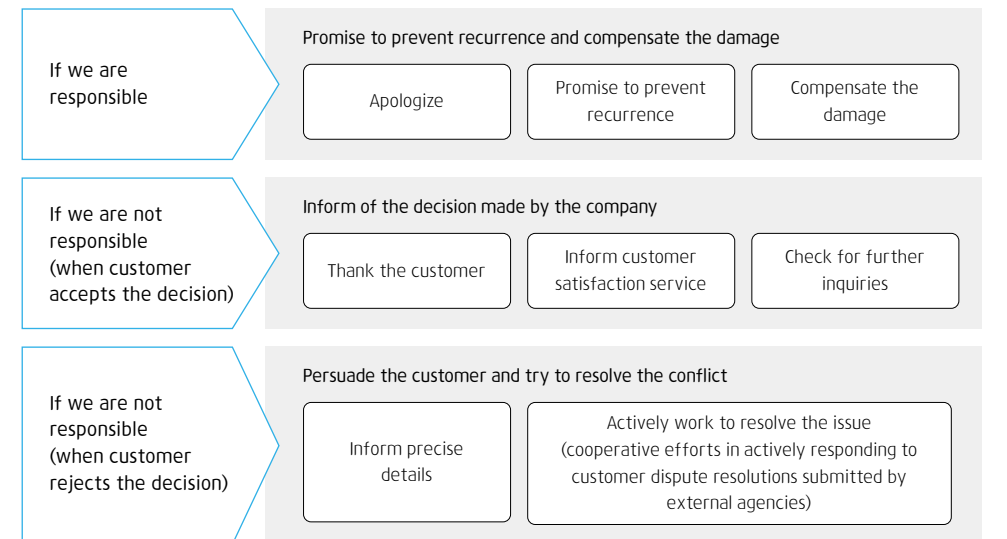 If we are
responsible
Promise to prevent recurrence and compensate the damage
Apologize
Promise to prevent
recurrence
Compensate the
damage
If we are not
responsible
(when customer
accepts the decision)
Inform of the decision made by the company
Thank the customer
Inform customer
satisfaction service
Check for further
inquiries
If we are not
responsible
(when customer
rejects the decision)
Persuade the customer and try to resolve the conflict
Inform precise
details
Actively work to resolve the issue
(cooperative efforts in actively responding to
customer dispute resolutions submitted by
external agencies)